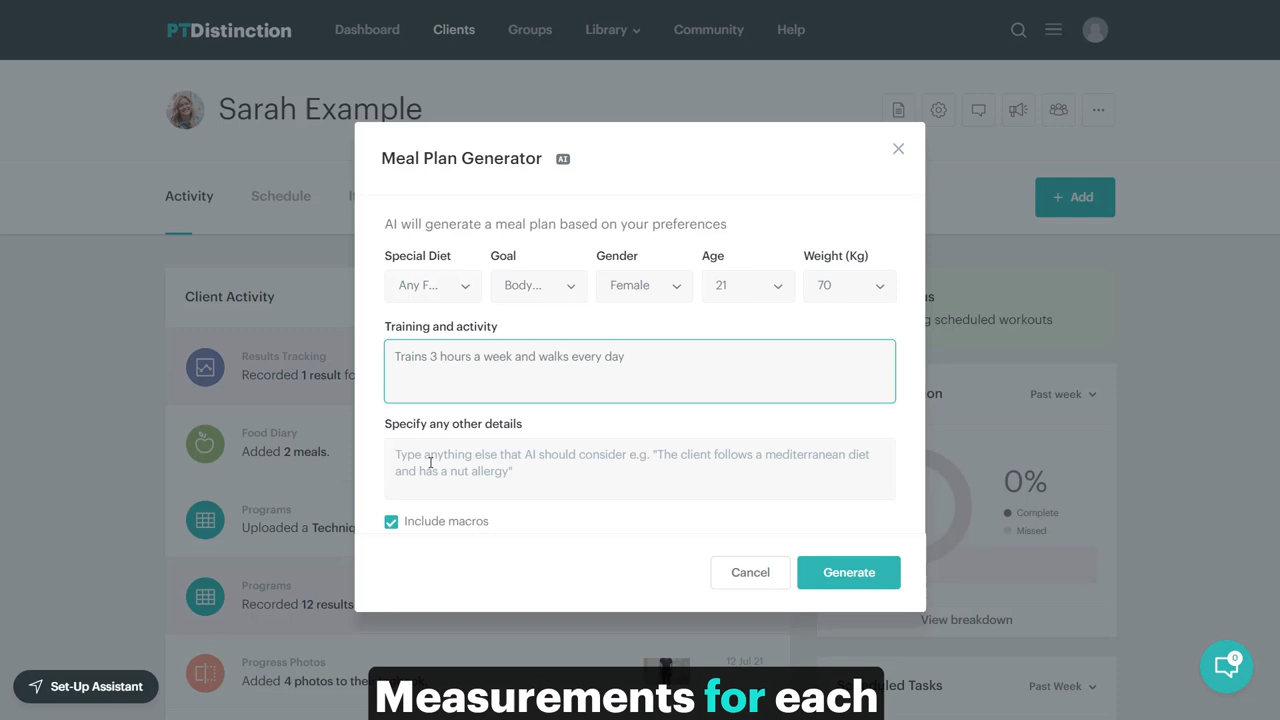 PTDistinction Dashboard Clients Groups Library Community Help
Sarah Example
Activity Schedule
+ Add
Meal Plan Generator AI
AI will generate a meal plan based on your preferences
Special Diet Goal Gender Age Weight (Kg)
Any F... Body... Female 21 70
Training and activity
Trains 3 hours a week and walks every day
Specify any other details
Type anything else that AI should consider e.g. "The client follows a mediterranean diet
and has a nut allergy"
Include macros
Cancel Generate
Client Activity
Results Tracking
Recorded 1 result
Food Diary
Added 2 meals.
Programs
Uploaded a
Programs
Recorded 12 results
Progress Photos
Added 4 photos to
12 Jul 21
scheduled workouts
Past week
0%
Complete
Missed
View breakdown
Scheduled Tasks
Past Week
0
Set-Up Assistant
Measurements for each